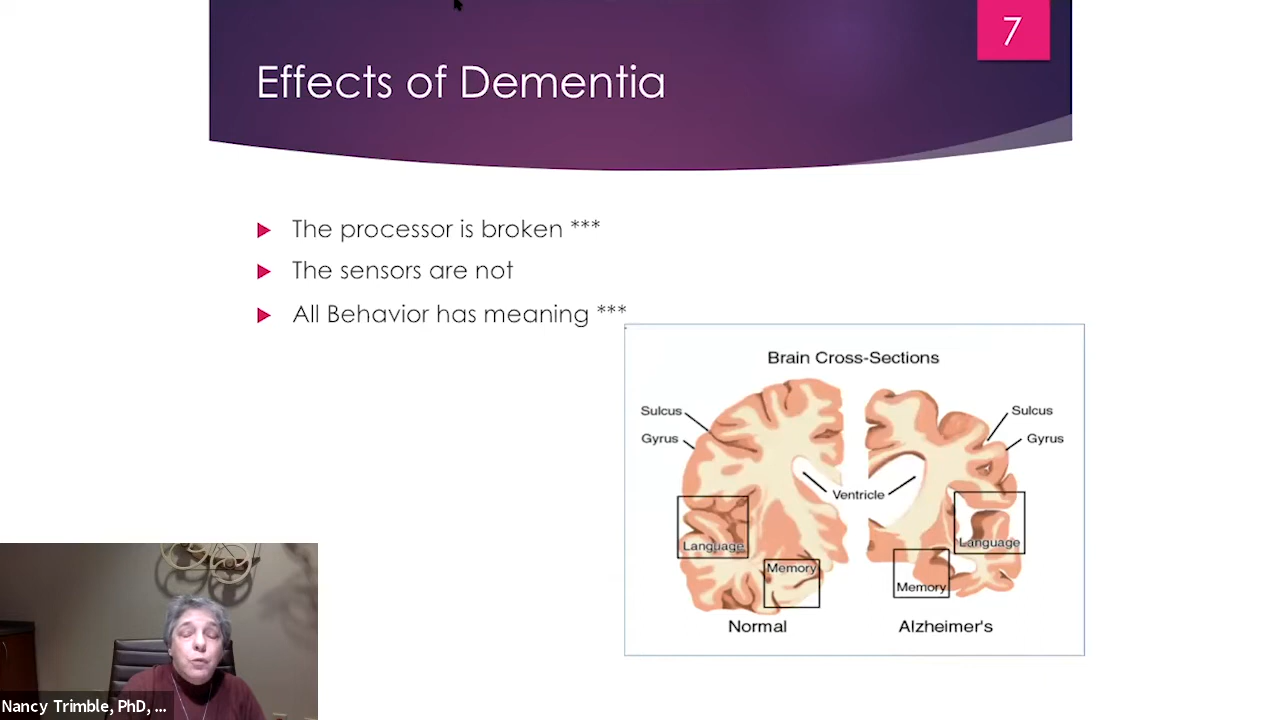 7
Effects of Dementia
The processor is broken ***
The sensors are not
All Behavior has meaning ***
Brain Cross-Sections
Sulcus
Gyrus
Sulcus
Gyrus
Ventricle
Language
Memory
Language
Memory
Normal
Alzheimer's
Nancy Trimble, PhD, ...